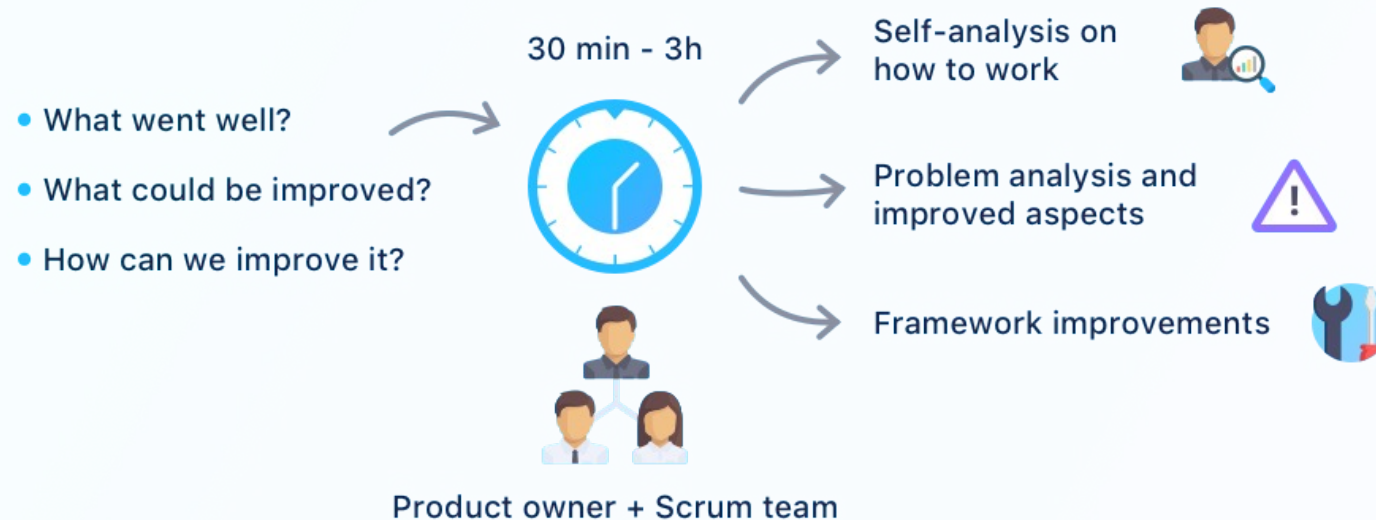 What went well?
What could be improved?
How can we improve it?
30 min - 3h
Product owner + Scrum team
Self-analysis on
how to work
Problem analysis and
improved aspects
Framework improvements